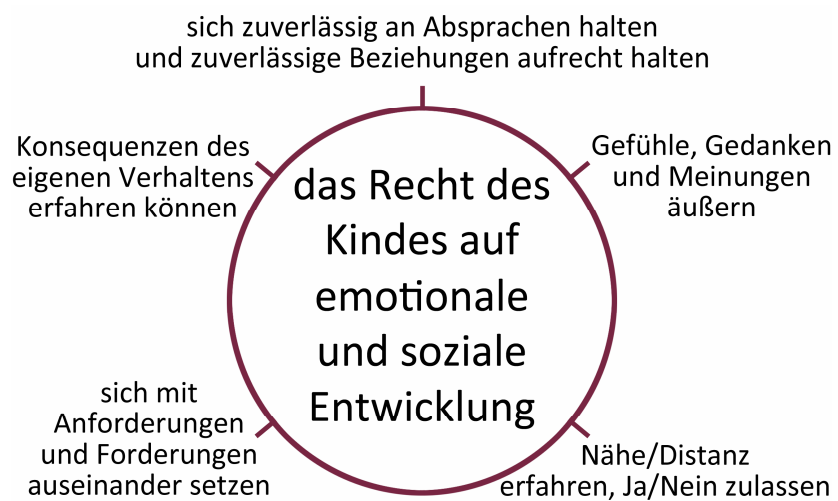 sich zuverlässig an Absprachen halten
und zuverlässige Beziehungen aufrecht halten
Konsequenzen des
eigenen Verhaltens
erfahren können
Gefühle, Gedanken
und Meinungen
äußern
das Recht des
Kindes auf
emotionale
und soziale
Entwicklung
sich mit
Anforderungen
und Forderungen
auseinander setzen
Nähe/Distanz
erfahren, Ja/Nein zulassen